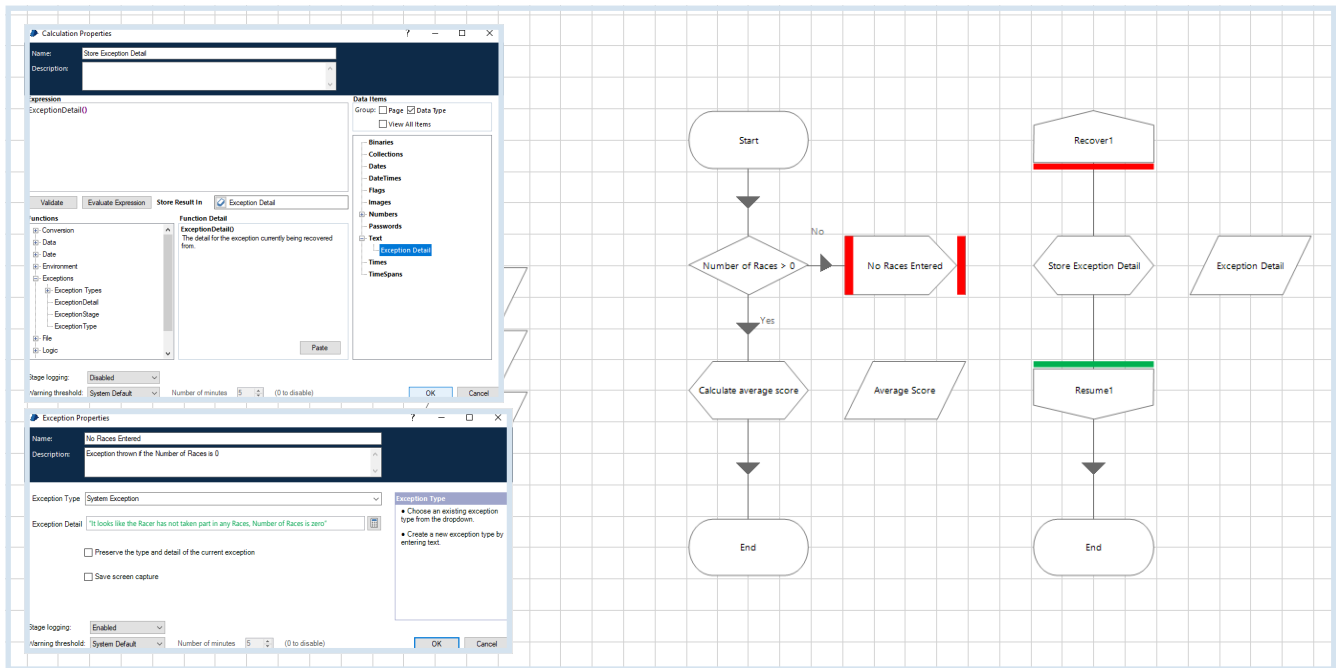 Calculation Properties
Name: Store Exception Detail
Description:
Expression
ExceptionDetail()
Data Items
Group: Page Data Type
View All Items
Binaries
Collections
Dates
DateTimes
Flags
Images
Numbers
Passwords
Text
Exception Detail
Times
TimeSpans
Validate Evaluate Expression Store Result In Exception Detail
Functions
Conversion
Data
Date
Environment
Exceptions
Exception Types
ExceptionDetail
ExceptionStage
ExceptionType
File
Logic
Function Detail
ExceptionDetail()
The detail for the exception currently being recovered
from.
Paste
Stage logging: Disabled
Warning threshold: System Default Number of minutes 5 (0 to disable)
OK Cancel
Exception Properties
Name: No Races Entered
Description: Exception thrown if the Number of Races is 0
Exception Type System Exception
Exception Detail "It looks like the Racer has not taken part in any Races, Number of Races is zero"
Preserve the type and detail of the current exception
Save screen capture
Exception Type
• Choose an existing exception
type from the dropdown.
• Create a new exception type by
entering text.
Stage logging: Enabled
Warning threshold: System Default Number of minutes 5 (0 to disable)
OK Cancel
Start
Number of Races > 0
No
No Races Entered
Yes
Calculate average score
Average Score
End
Recover1
Store Exception Detail
Exception Detail
Resume1
End